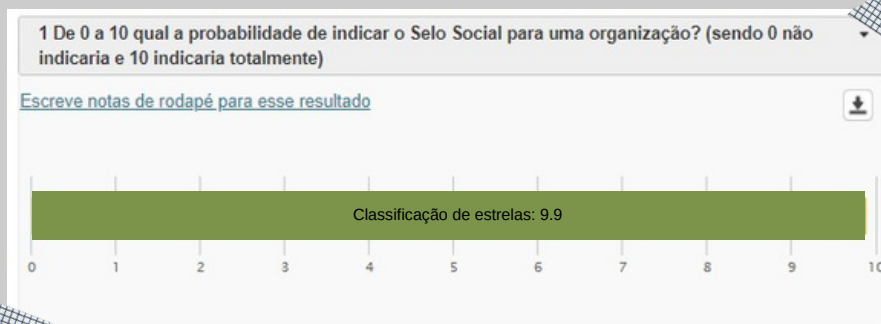 1 De 0 a 10 qual a probabilidade de indicar o Selo Social para uma organização? (sendo 0 não
indicaria e 10 indicaria totalmente)
Escreve notas de rodapé para esse resultado
Classificação de estrelas: 9.9
0 1 2 3 4 5 6 7 8 9 10